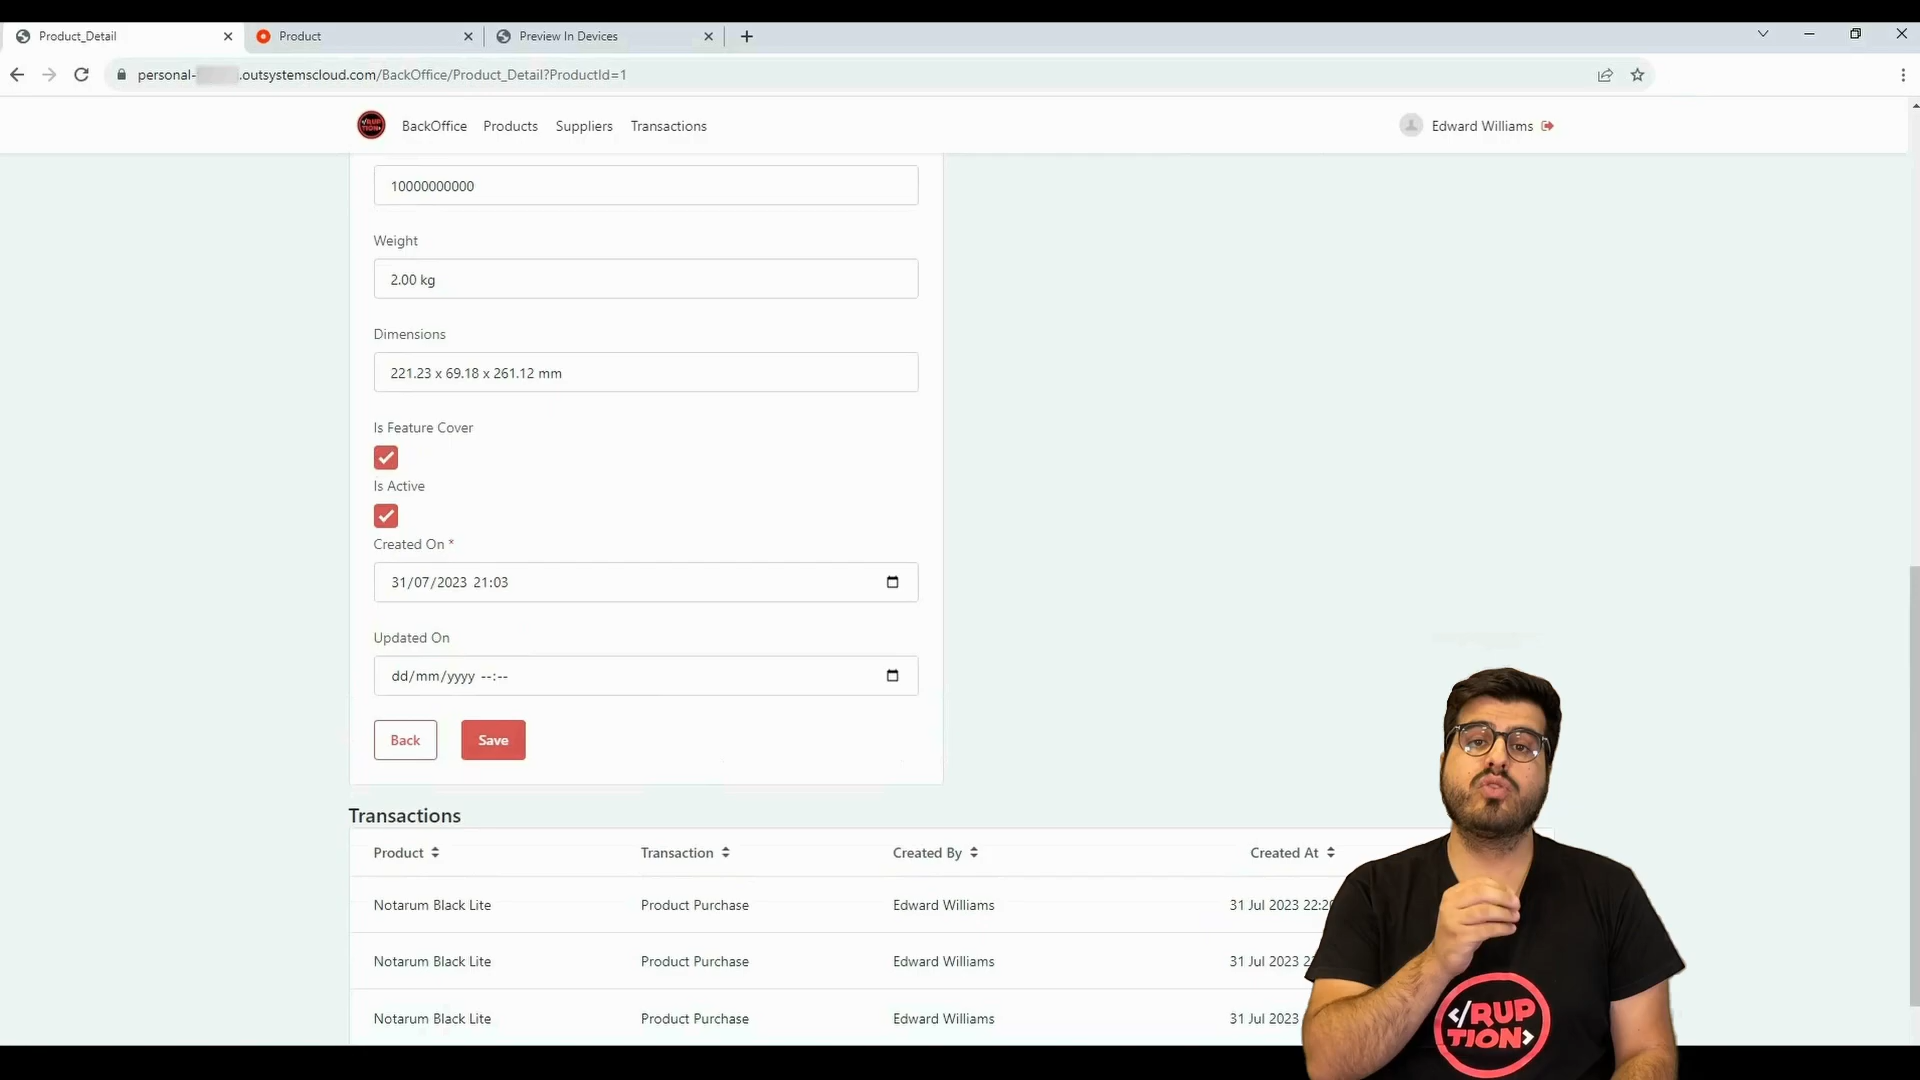 Product_Detail
Product
Preview In Devices
personal-
.outsystemscloud.com/BackOffice/Product_Detail?ProductId=1
</RUP
TION>
BackOffice Products Suppliers Transactions
Edward Williams
10000000000
Weight
2.00 kg
Dimensions
221.23 x 69.18 x 261.12 mm
Is Feature Cover
Is Active
Created On *
31/07/2023 21:03
Updated On
dd/mm/yyyy --:--
Back Save
Transactions
Product Transaction Created By Created At
Notarum Black Lite Product Purchase Edward Williams 31 Jul 2023
Notarum Black Lite Product Purchase Edward Williams 31 Jul 2023
Notarum Black Lite Product Purchase Edward Williams 31 Jul 2023
</RUP
TION>